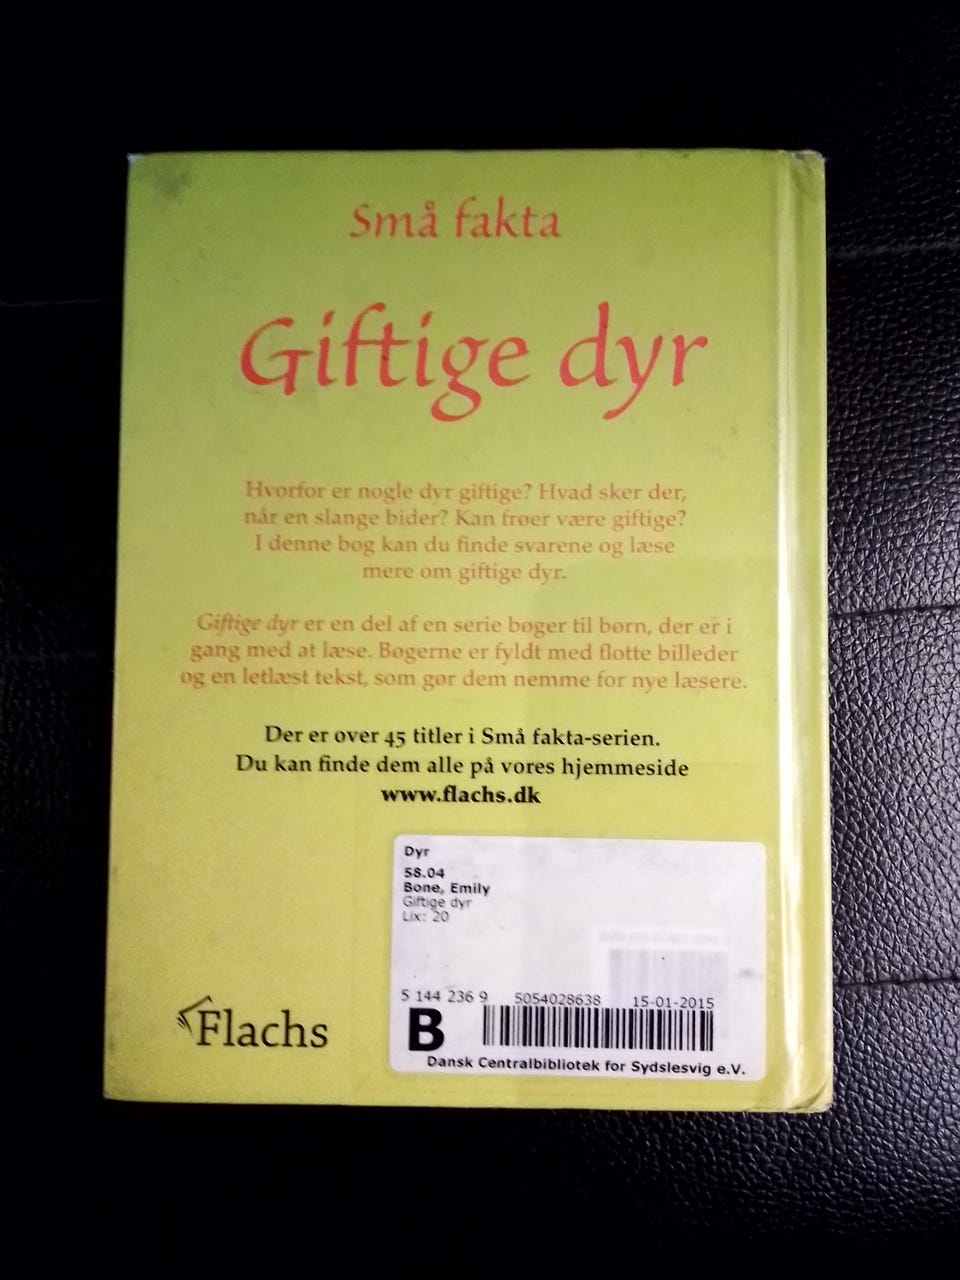 Små fakta
Giftige dyr
Hvorfor er nogle dyr giftige? Hvad sker der,
når en slange bider? Kan frøer være giftige?
I denne bog kan du finde svarene og læse
mere om giftige dyr.
Giftige dyr er en del af en serie bøger til børn, der er i
gang med at læse. Bøgerne er fyldt med flotte billeder
og en letlæst tekst, som gør dem nemme for nye læsere.
Der er over 45 titler i Små fakta-serien.
Du kan finde dem alle på vores hjemmeside
www.flachs.dk
Dyr
58.04
Bone, Emily
Giftige dyr
Lix: 20
5 144 236 9 5054028638 15-01-2015
B
Dansk Centralbibliotek for Sydslesvig e.V.
Flachs